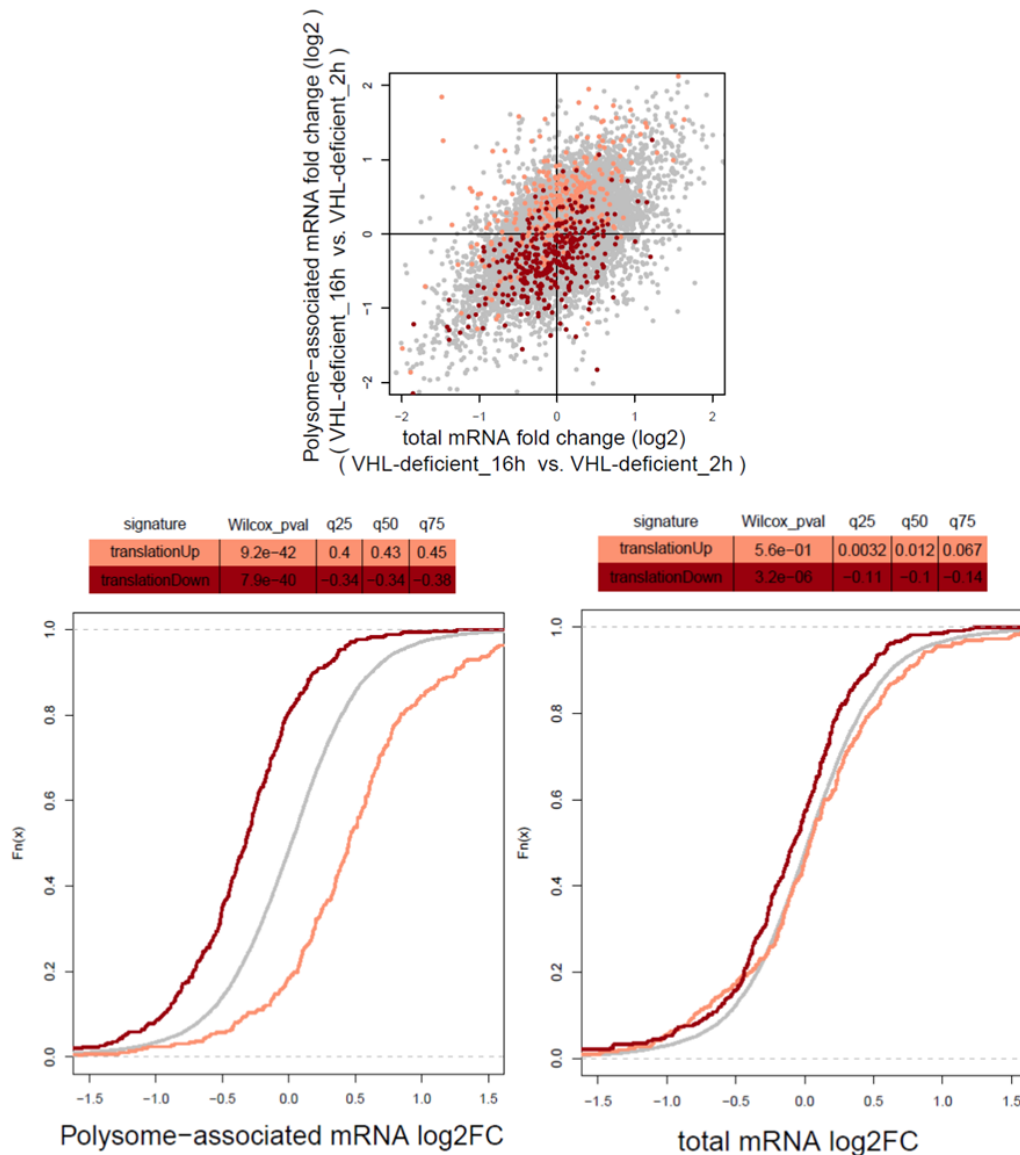 Polysome-associated mRNA fold change (log2 )
( VHL-deficient_16h vs. VHL-deficient_2h )
2
1
0
−1
−2
−2 −1 0 1 2
total mRNA fold change (log2)
( VHL-deficient_16h vs. VHL-deficient_2h )
signature Wilcox_pval q25 q50 q75
translationUp 9.2e−42 0.4 0.43 0.45
translationDown 7.9e−40 −0.34 −0.34 −0.38
Fn(x)
1.0
0.8
0.6
0.4
0.2
0.0
−1.5 −1.0 −0.5 0.0 0.5 1.0 1.5
Polysome−associated mRNA log2FC
signature Wilcox_pval q25 q50 q75
translationUp 5.6e−01 0.0032 0.012 0.067
translationDown 3.2e−06 −0.11 −0.1 −0.14
Fn(x)
1.0
0.8
0.6
0.4
0.2
0.0
−1.5 −1.0 −0.5 0.0 0.5 1.0 1.5
total mRNA log2FC